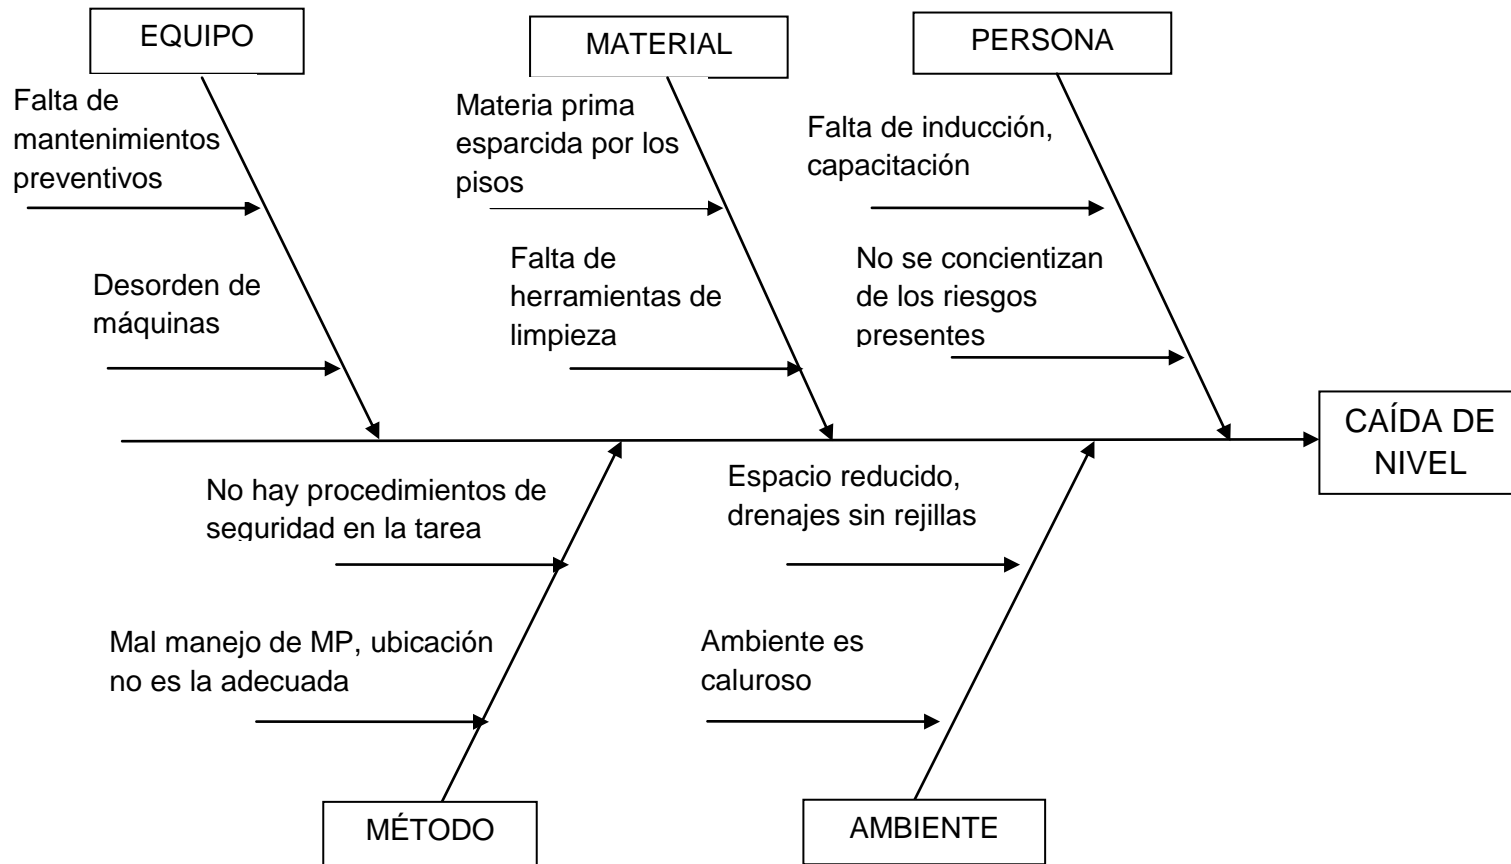 EQUIPO
MATERIAL
PERSONA
Falta de
mantenimientos
preventivos
Materia prima
esparcida por los
pisos
Falta de inducción,
capacitación
Desorden de
máquinas
Falta de
herramientas de
limpieza
No se concientizan
de los riesgos
presentes
CAÍDA DE
NIVEL
No hay procedimientos de
seguridad en la tarea
Espacio reducido,
drenajes sin rejillas
Mal manejo de MP, ubicación
no es la adecuada
Ambiente es
caluroso
MÉTODO
AMBIENTE